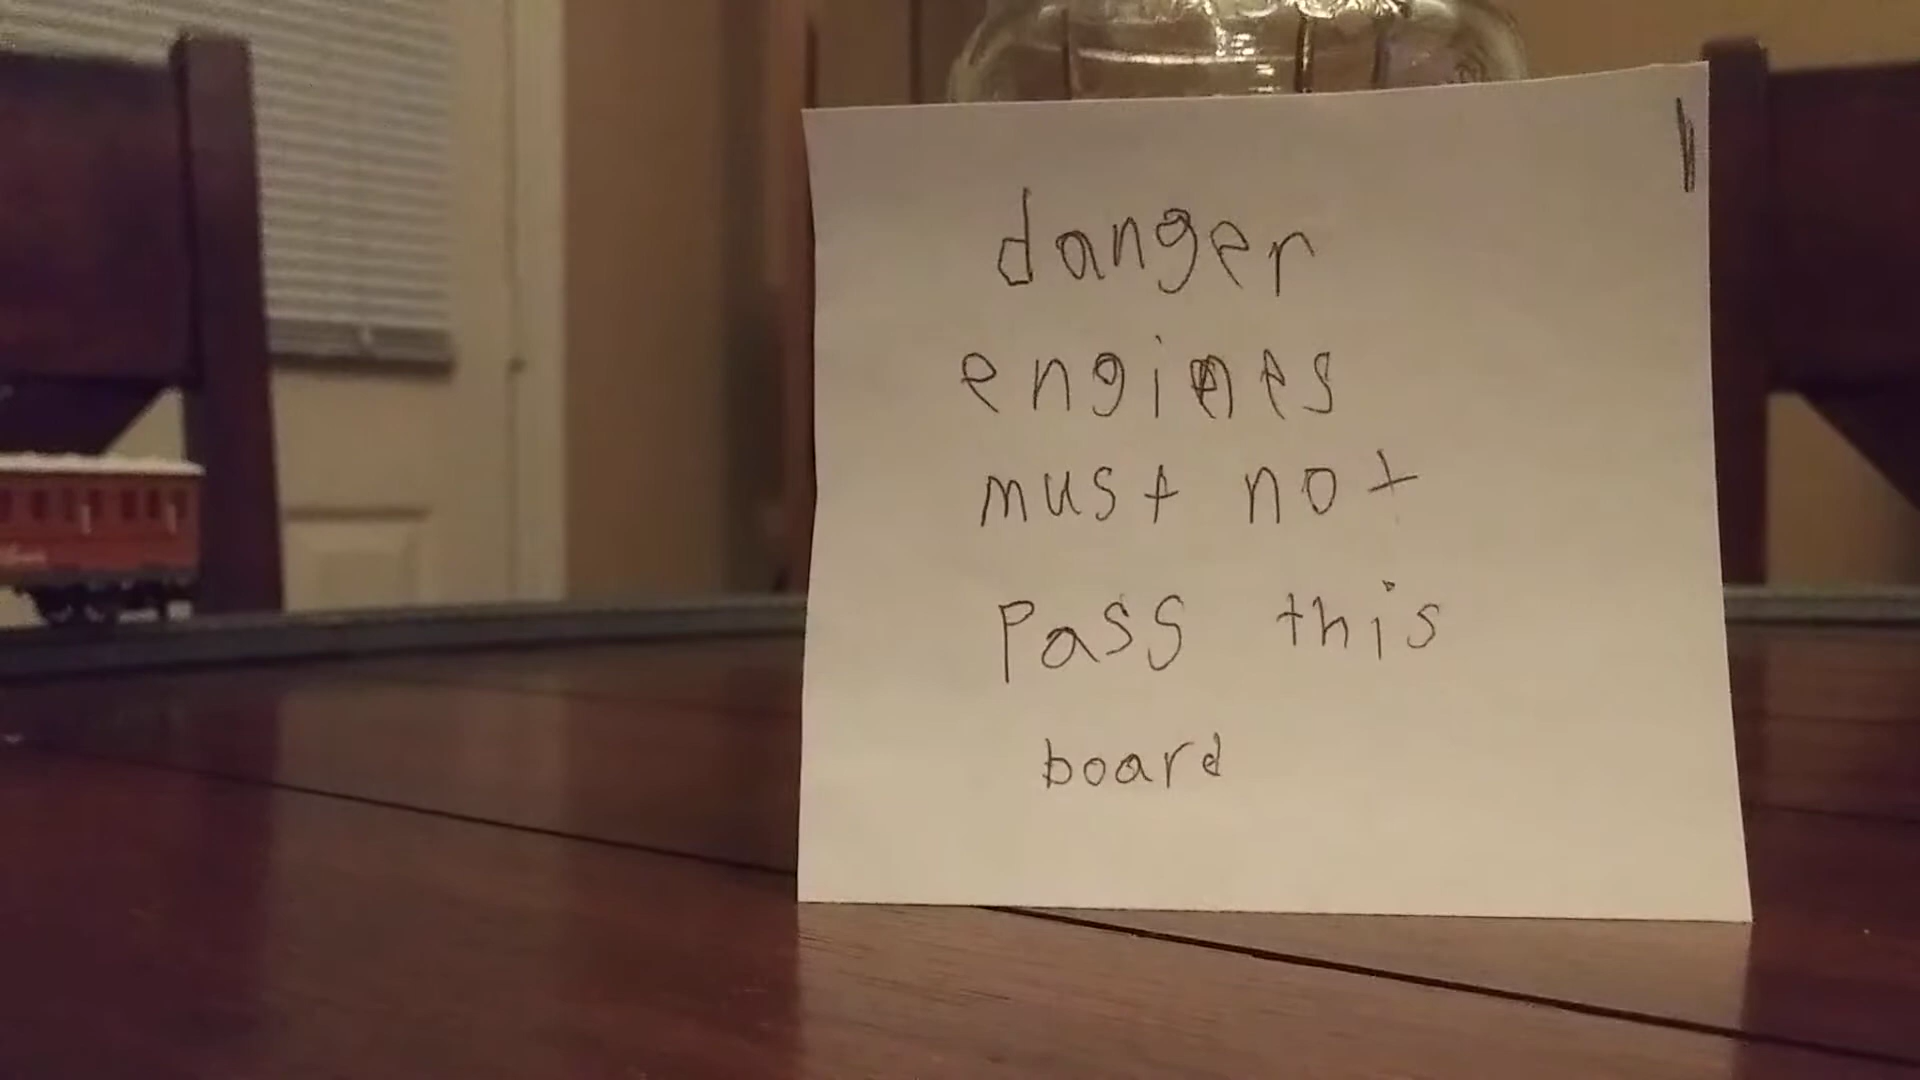 danger
engines
must not
pass this
board